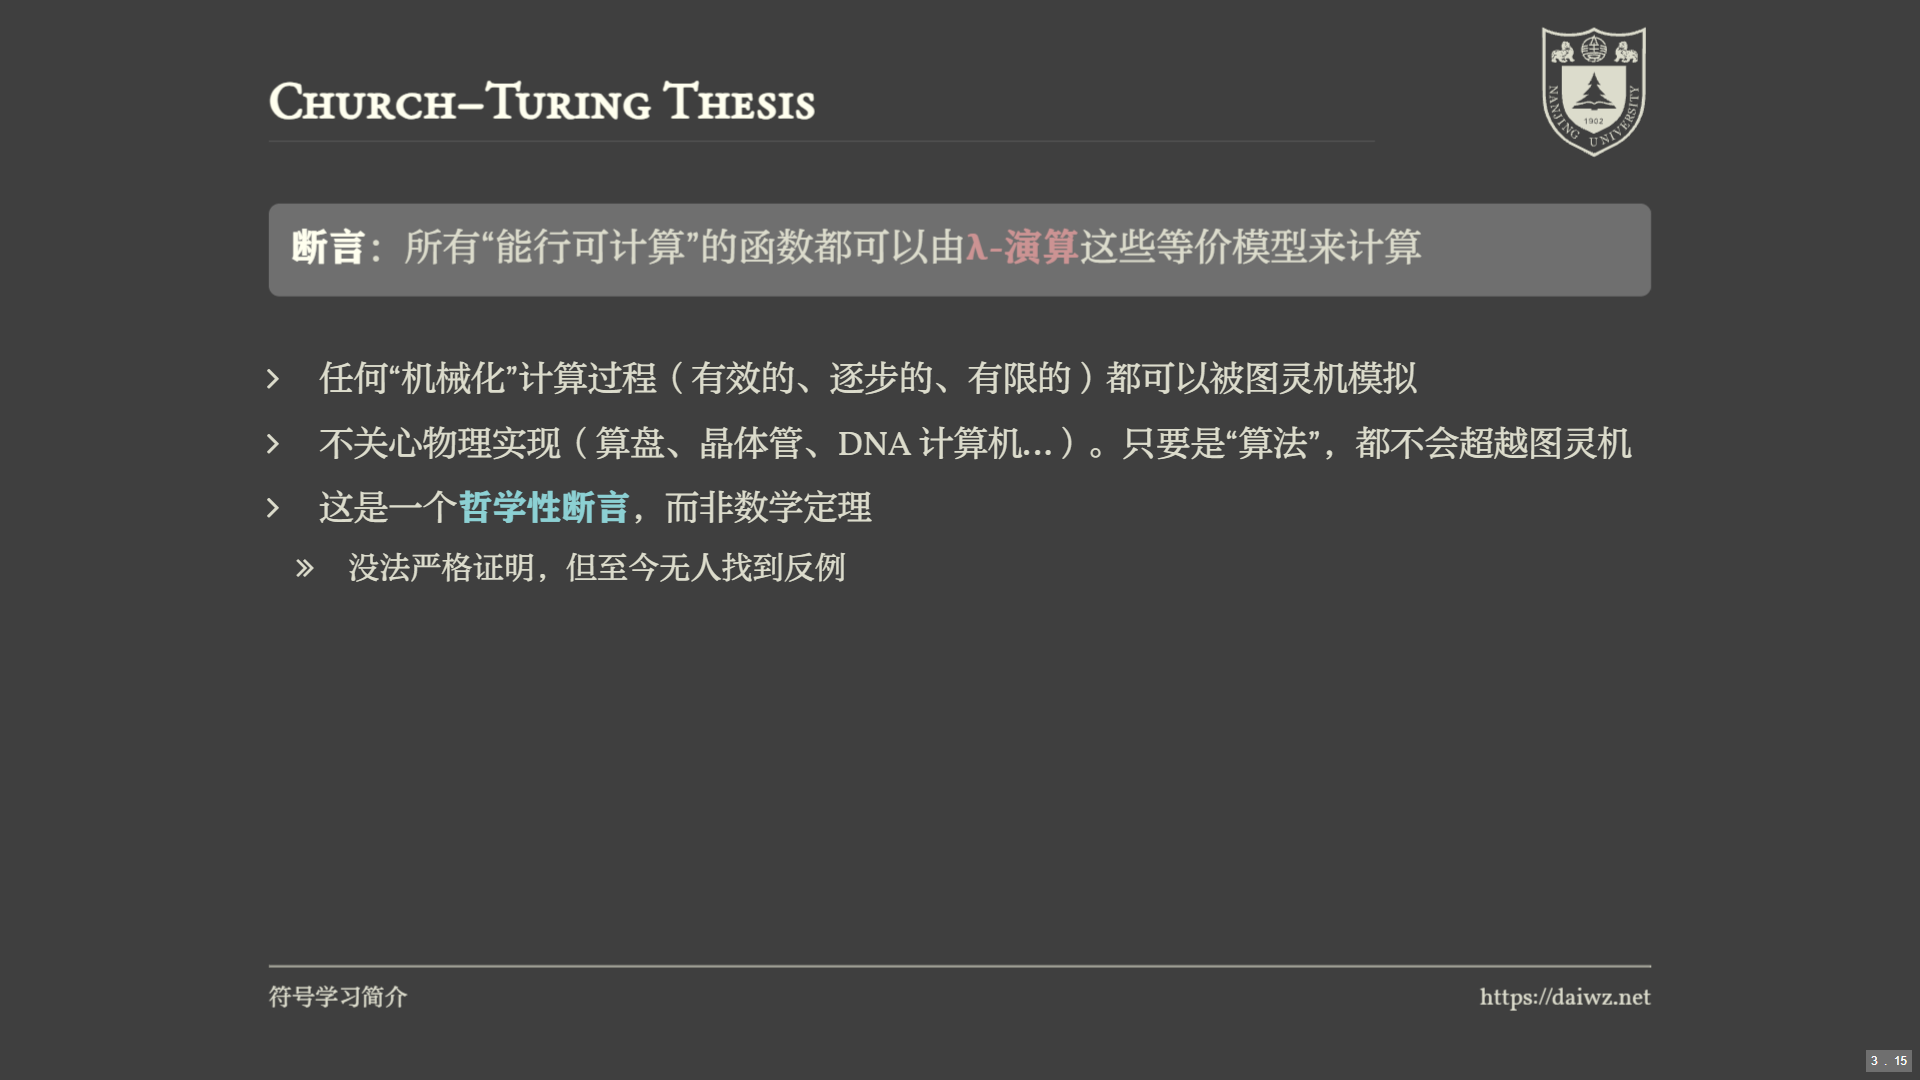 Church–Turing Thesis
NANJING UNIVERSITY
1902
断言：所有“能行可计算”的函数都可以由λ-演算这些等价模型来计算
任何“机械化”计算过程（有效的、逐步的、有限的）都可以被图灵机模拟
不关心物理实现（算盘、晶体管、DNA 计算机…）。只要是“算法”，都不会超越图灵机
这是一个哲学性断言，而非数学定理
没法严格证明，但至今无人找到反例
符号学习简介
https://daiwz.net
3 . 15